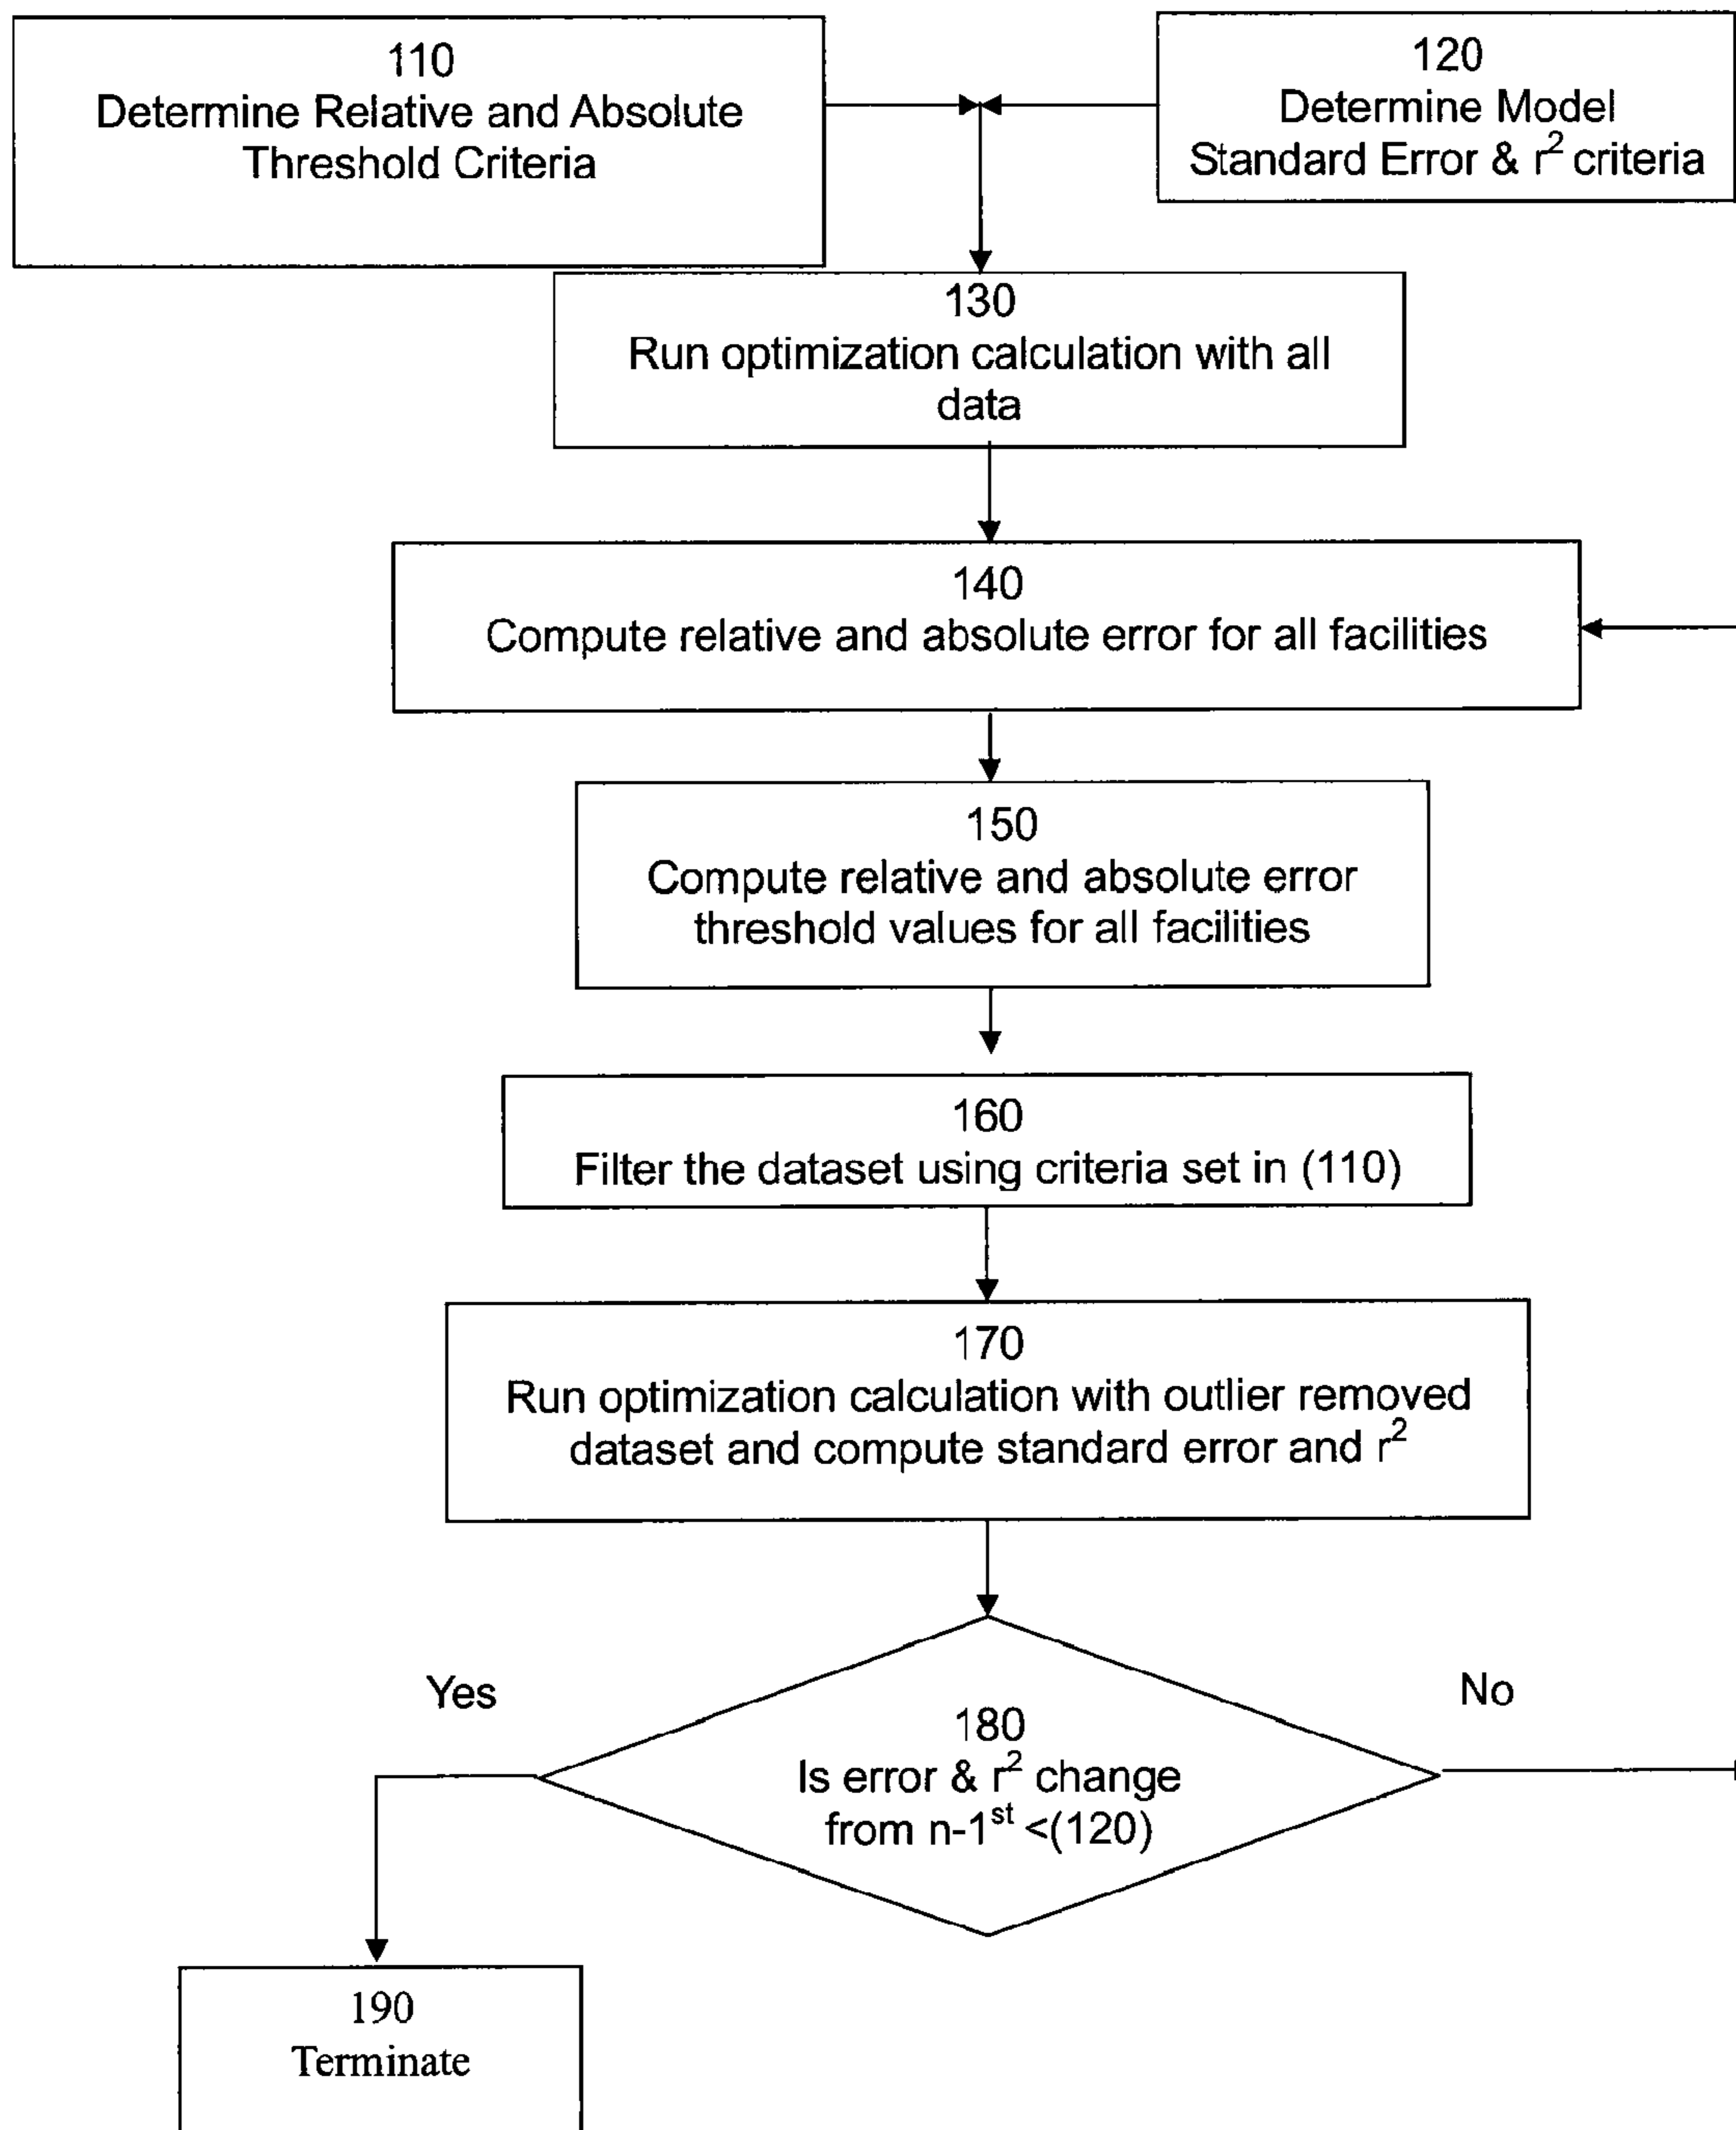 110
Determine Relative and Absolute
Threshold Criteria
120
Determine Model
Standard Error & r² criteria
130
Run optimization calculation with all
data
140
Compute relative and absolute error for all facilities
150
Compute relative and absolute error
threshold values for all facilities
160
Filter the dataset using criteria set in (110)
170
Run optimization calculation with outlier removed
dataset and compute standard error and r²
Yes
No
180
Is error & r² change
from n-1st <(120)
190
Terminate